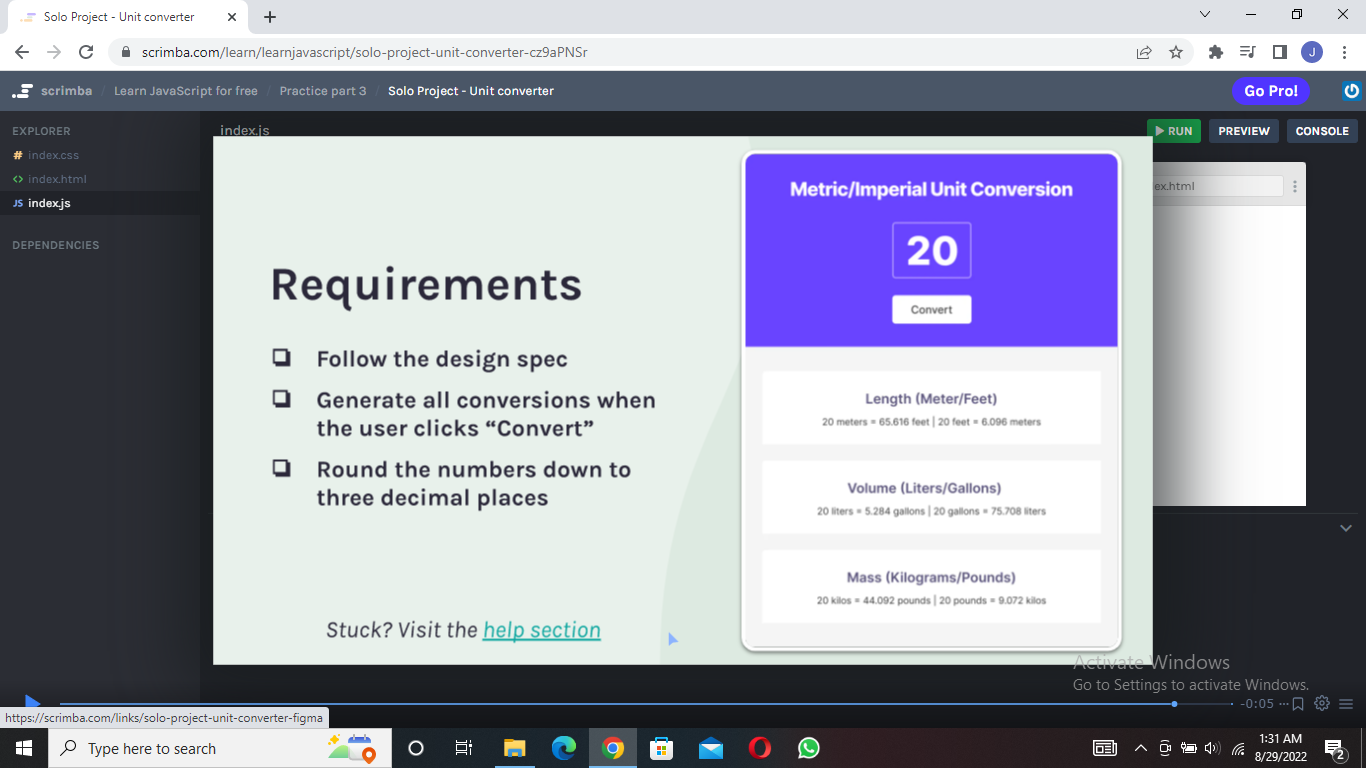 Solo Project - Unit converter
scrimba.com/learn/learnjavascript/solo-project-unit-converter-cz9aPNSr
J
scrimba / Learn JavaScript for free / Practice part 3 / Solo Project - Unit converter
Go Pro!
EXPLORER
# index.css
<> index.html
JS index.js
DEPENDENCIES
index.js
RUN
PREVIEW
CONSOLE
ex.html
Requirements
Follow the design spec
Generate all conversions when
the user clicks “Convert”
Round the numbers down to
three decimal places
Stuck? Visit the help section
Metric/Imperial Unit Conversion
20
Convert
Length (Meter/Feet)
20 meters = 65.616 feet | 20 feet = 6.096 meters
Volume (Liters/Gallons)
20 liters = 5.284 gallons | 20 gallons = 75.708 liters
Mass (Kilograms/Pounds)
20 kilos = 44.092 pounds | 20 pounds = 9.072 kilos
Activate Windows
Go to Settings to activate Windows.
-0:05
https://scrimba.com/links/solo-project-unit-converter-figma
Type here to search
1:31 AM
8/29/2022
2